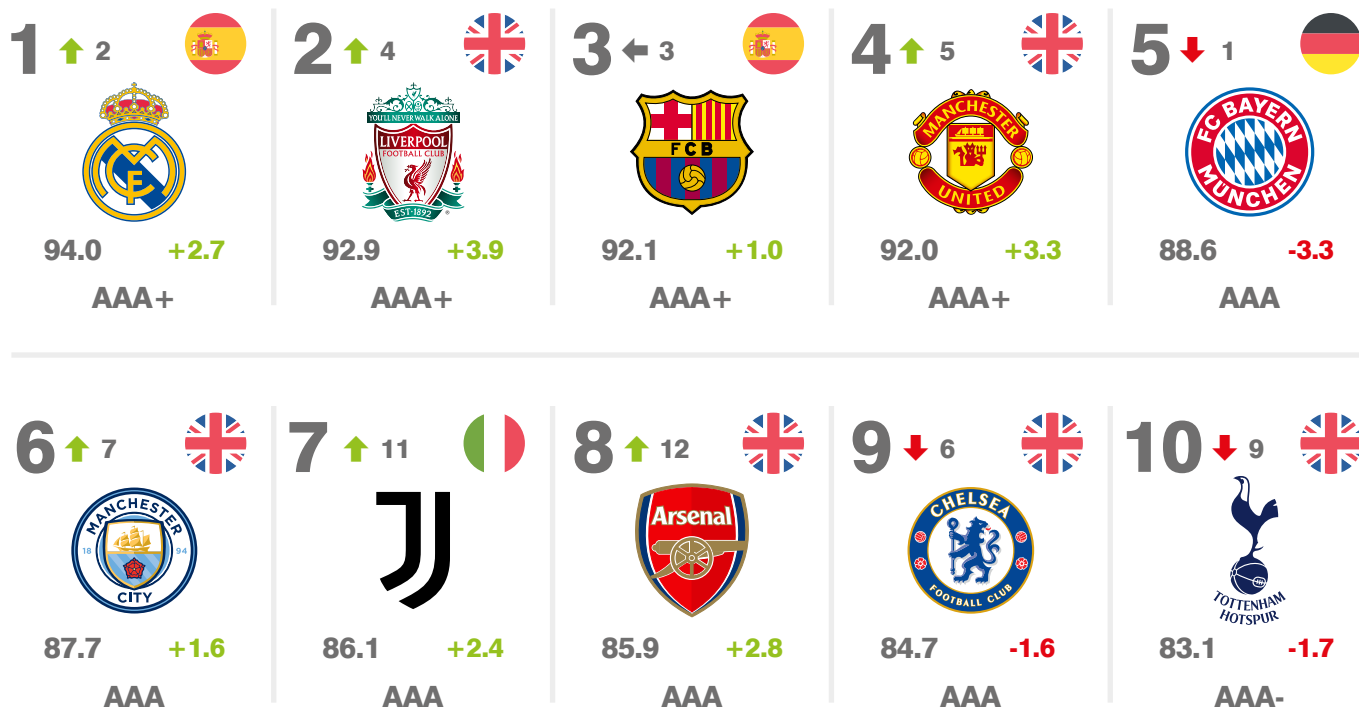 1 2
94.0 +2.7
AAA+
2 4
YOU'LL NEVER WALK ALONE
LIVERPOOL
FOOTBALL CLUB
EST·1892
®
92.9 +3.9
AAA+
3 3
FCB
92.1 +1.0
AAA+
4 5
MANCHESTER
UNITED
92.0 +3.3
AAA+
5 1
FC BAYERN
MÜNCHEN
88.6 -3.3
AAA
6 7
MANCHESTER
18 94
CITY
87.7 +1.6
AAA
7 11
86.1 +2.4
AAA
8 12
Arsenal
85.9 +2.8
AAA
9 6
CHELSEA
FOOTBALL CLUB
84.7 -1.6
AAA
10 9
TOTTENHAM
HOTSPUR
83.1 -1.7
AAA-